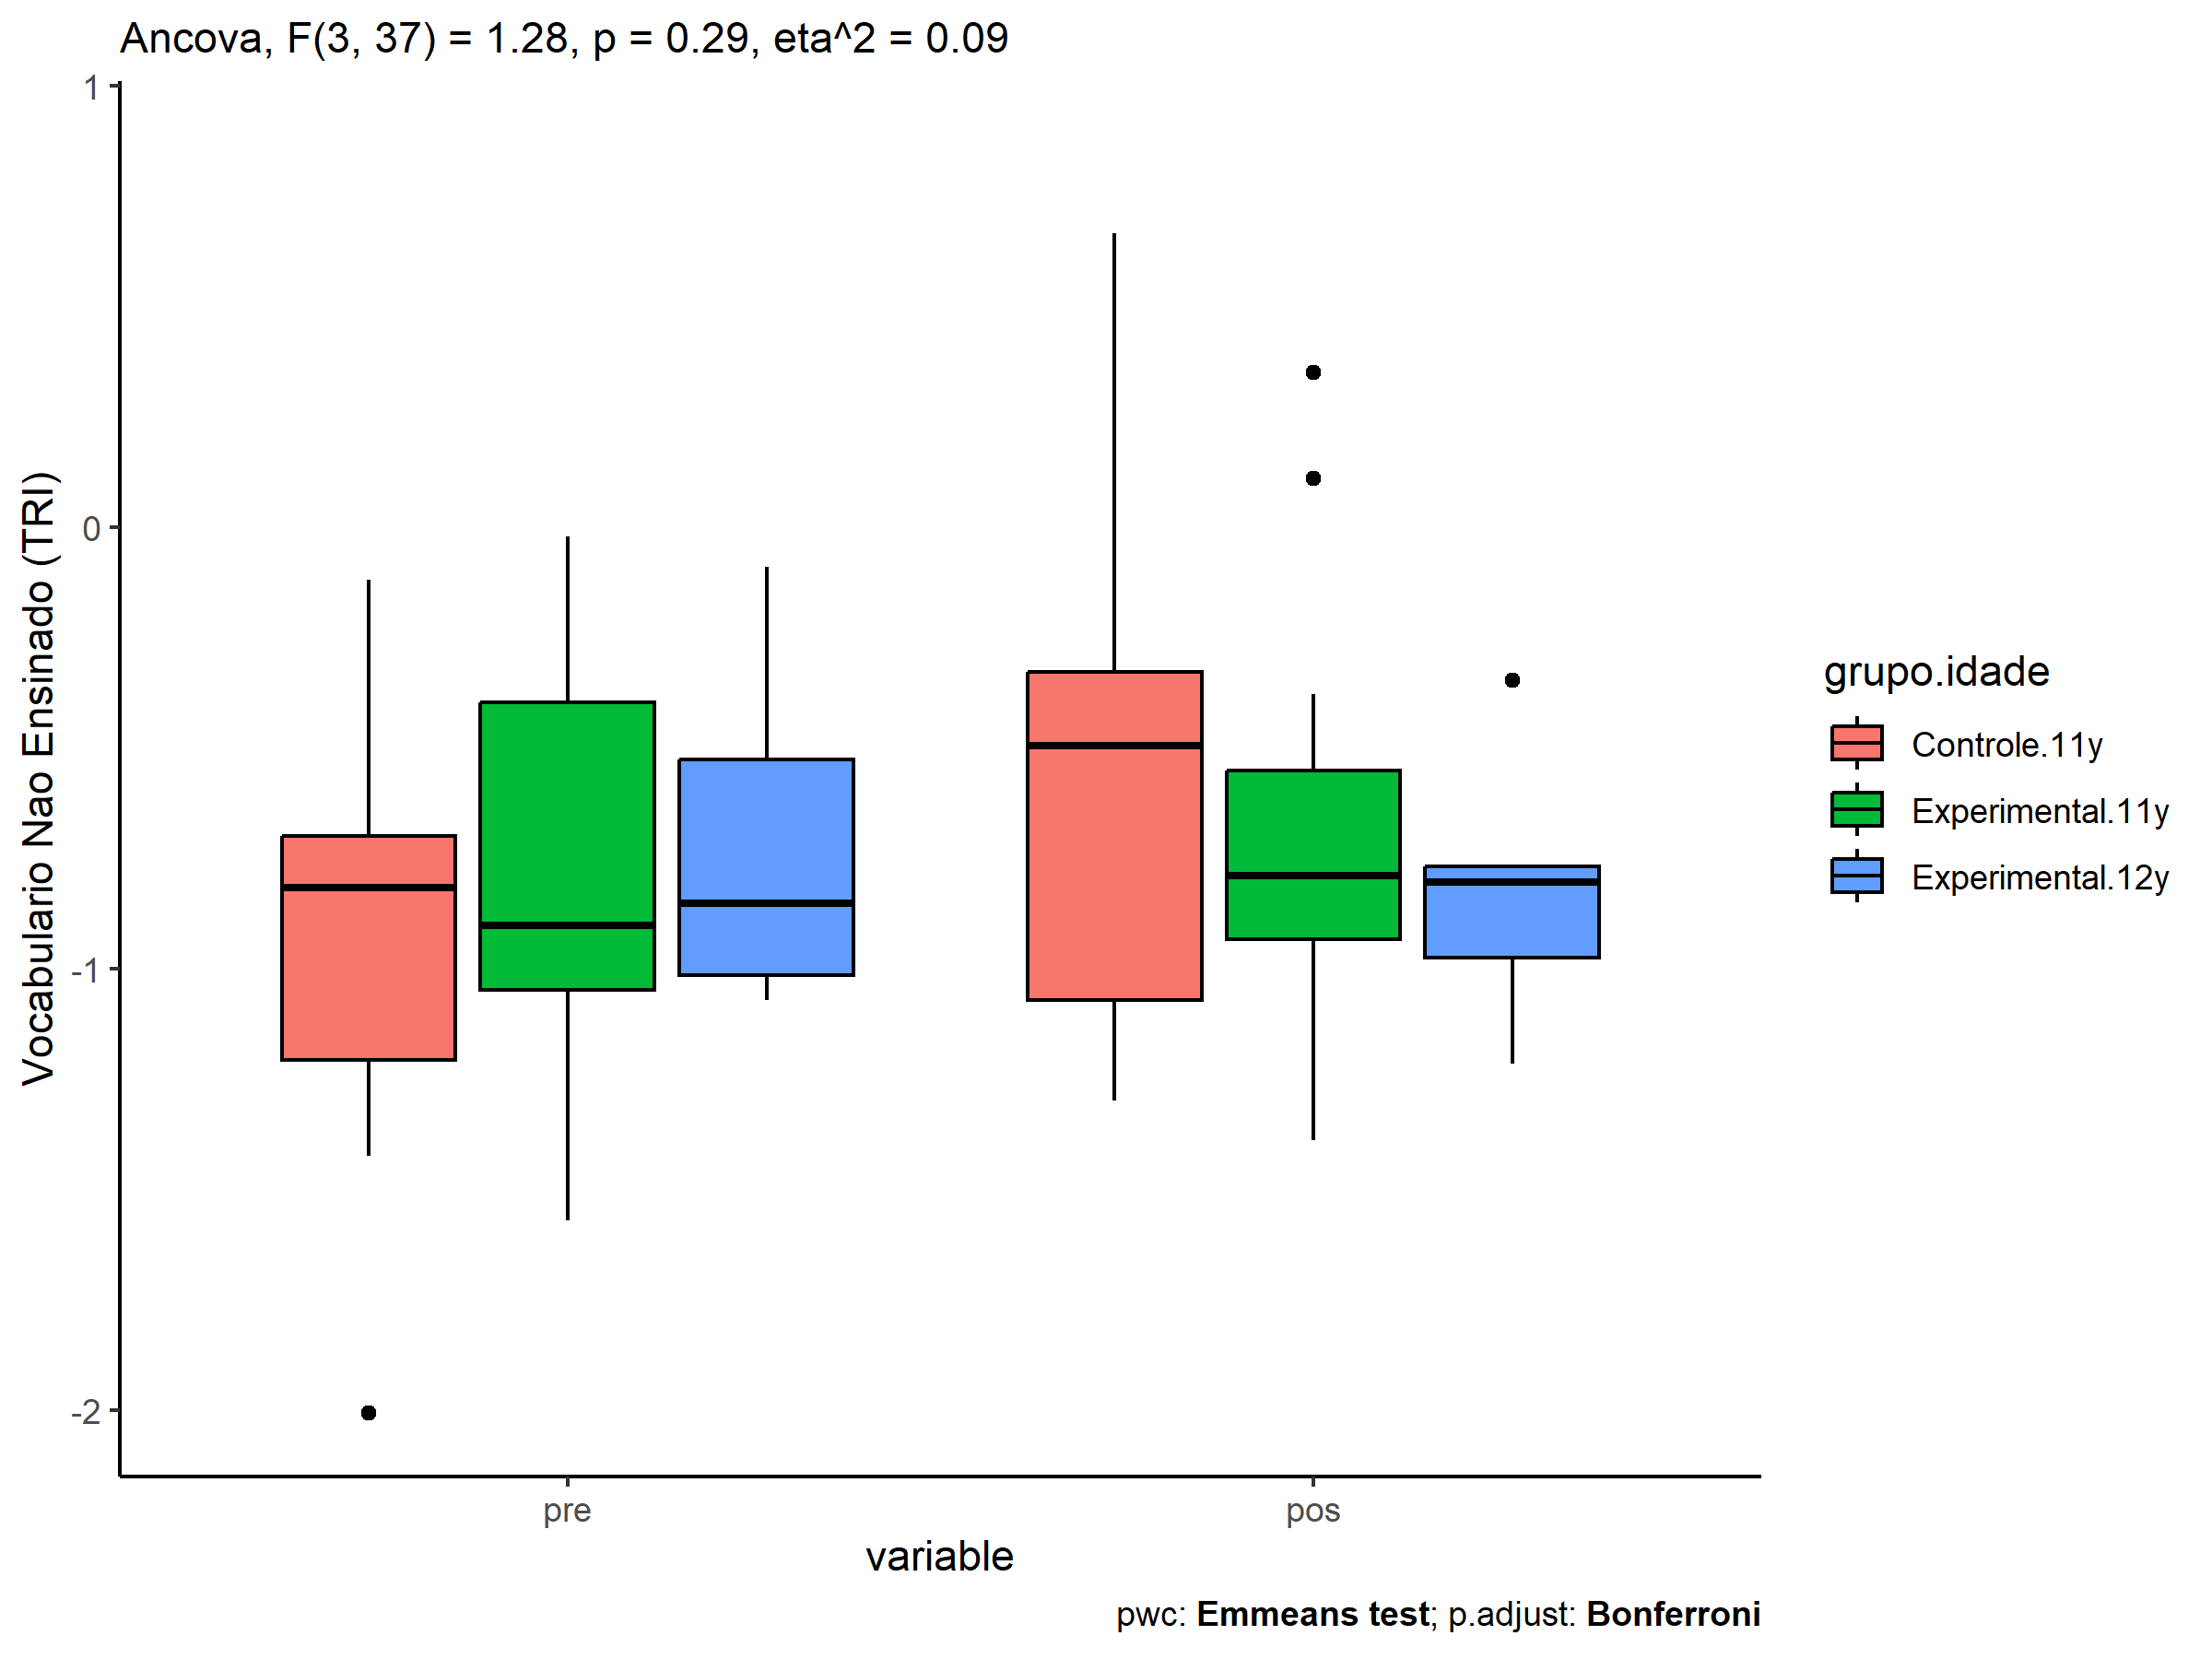 Ancova, F(3, 37) = 1.28, p = 0.29, eta^2 = 0.09
Vocabulario Nao Ensinado (TRI)
1
0
-1
-2
pre
pos
variable
grupo.idade
Controle.11y
Experimental.11y
Experimental.12y
pwc: Emmeans test; p.adjust: Bonferroni